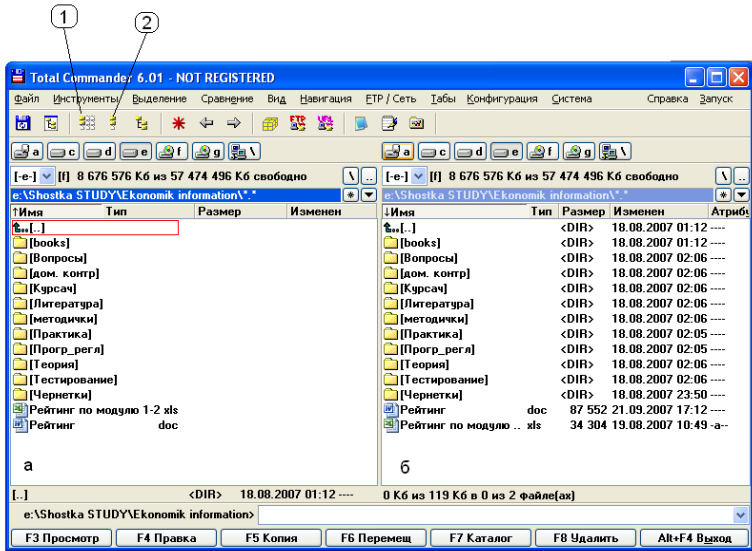 1
2
Total Commander 6.01 - NOT REGISTERED
Файл Инструменты Выделение Сравнение Вид Навигация FTP / Сеть Табы Конфигурация Система Справка Запуск
FTP URL
a c d e f g \ a c d e f g \
[-e-] [f] 8 676 576 Кб из 57 474 496 Кб свободно \ .. [-e-] [f] 8 676 576 Кб из 57 474 496 Кб свободно \ ..
e:\Shostka STUDY\Ekonomik information\*.* * ▼ e:\Shostka STUDY\Ekonomik information\*.* * ▼
↑Имя Тип Размер Изменен ↓Имя Тип Размер Изменен Атрибу
[..] [..] <DIR> 18.08.2007 01:12 ----
[books] [books] <DIR> 18.08.2007 01:12 ----
[Вопросы] [Вопросы] <DIR> 18.08.2007 02:06 ----
[дом. контр] [дом. контр] <DIR> 18.08.2007 02:06 ----
[Курсач] [Курсач] <DIR> 18.08.2007 02:06 ----
[Литература] [Литература] <DIR> 18.08.2007 02:06 ----
[методички] [методички] <DIR> 18.08.2007 02:06 ----
[Практика] [Практика] <DIR> 18.08.2007 02:05 ----
[Прогр_регл] [Прогр_регл] <DIR> 18.08.2007 02:05 ----
[Теория] [Теория] <DIR> 18.08.2007 02:06 ----
[Тестирование] [Тестирование] <DIR> 18.08.2007 02:06 ----
[Чернетки] [Чернетки] <DIR> 18.08.2007 23:50 ----
Рейтинг по модулю 1-2 xls Рейтинг doc 87 552 21.09.2007 17:12 ----
Рейтинг doc Рейтинг по модулю .. xls 34 304 19.08.2007 10:49 -a--
а б
[..] <DIR> 18.08.2007 01:12 ---- 0 Кб из 119 Кб в 0 из 2 файле(ах)
e:\Shostka STUDY\Ekonomik information>
F3 Просмотр F4 Правка F5 Копия F6 Перемещ F7 Каталог F8 Удалить Alt+F4 Выход